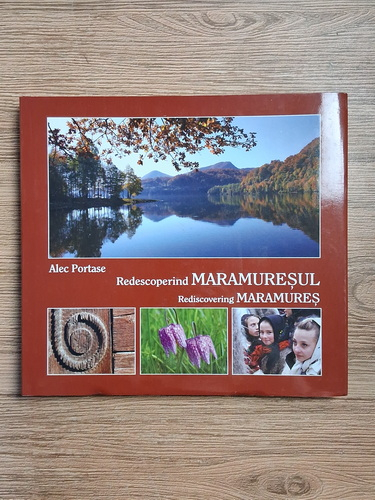 Alec Portase
Redescoperind MARAMUREȘUL
Rediscovering MARAMUREȘ